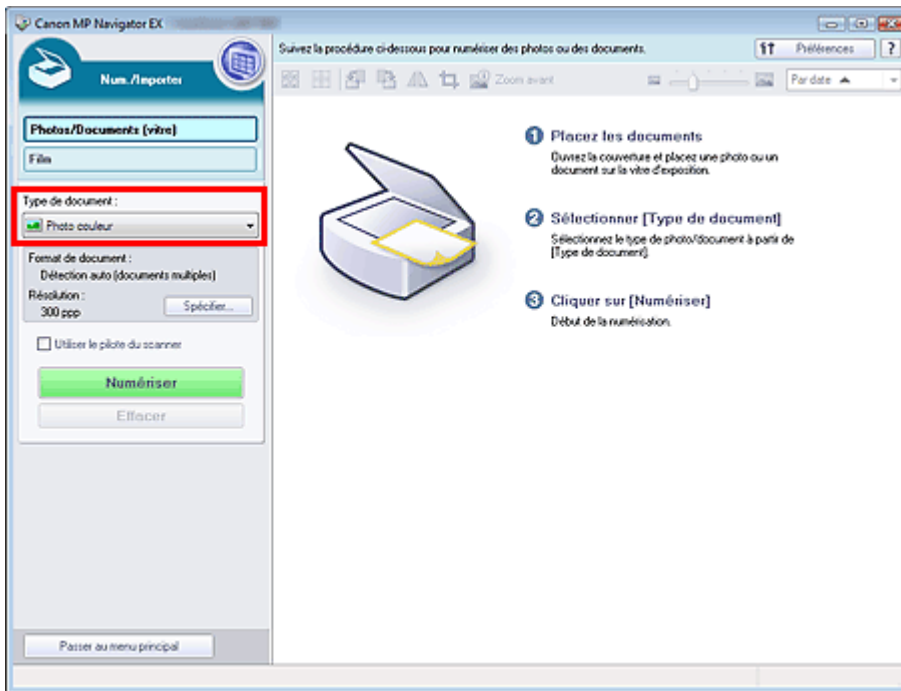 Canon MP Navigator EX
Num./Importer
Photos/Documents (vitre)
Film
Type de document :
Photo couleur
Format de document :
Détection auto (documents multiples)
Résolution :
300 ppp
Spécifier...
Utiliser le pilote du scanner
Numériser
Effacer
Passer au menu principal
Suivez la procédure ci-dessous pour numériser des photos ou des documents.
Préférences
?
Zoom avant
Par date
1 Placez les documents
Ouvrez la couverture et placez une photo ou un
document sur la vitre d'exposition.
2 Sélectionner [Type de document]
Sélectionnez le type de photo/document à partir de
[Type de document].
3 Cliquer sur [Numériser]
Début de la numérisation.